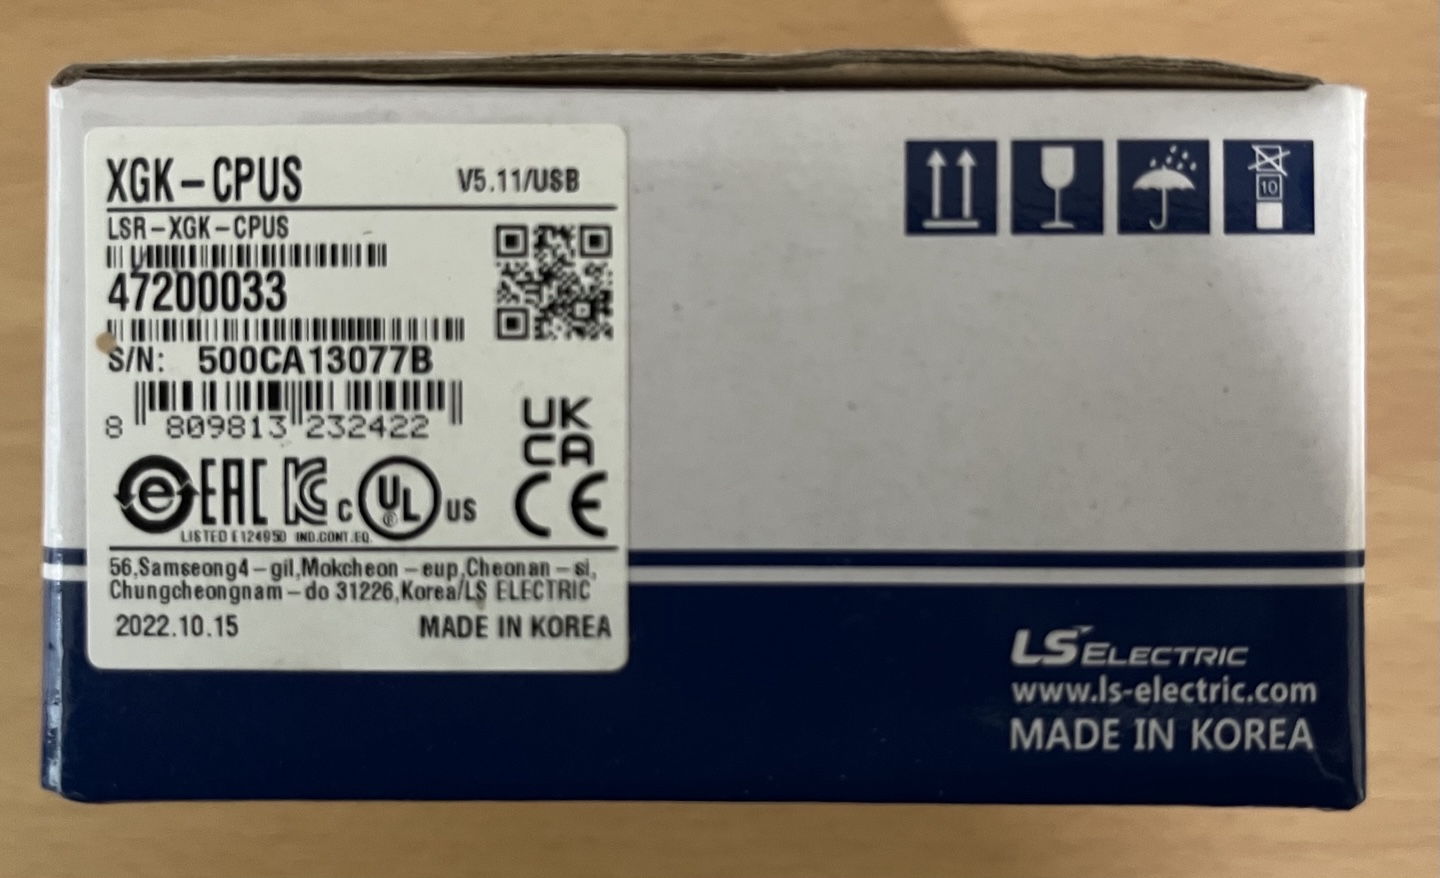 XGK-CPUS V5.11/USB
LSR-XGK-CPUS
47200033
S/N: 500CA13077B
8 809813 232422
UK
CA
e EAC KC c UL ® US CE
LISTED E124950 IND.CONT.EQ.
56,Samseong4-gil,Mokcheon-eup,Cheonan-si,
Chungcheongnam-do 31226,Korea/LS ELECTRIC
2022.10.15 MADE IN KOREA
10
LS ELECTRIC
www.ls-electric.com
MADE IN KOREA